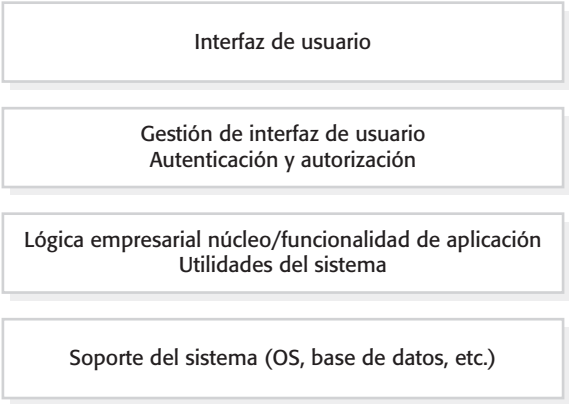 Interfaz de usuario
Gestión de interfaz de usuario
Autenticación y autorización
Lógica empresarial núcleo/funcionalidad de aplicación
Utilidades del sistema
Soporte del sistema (OS, base de datos, etc.)